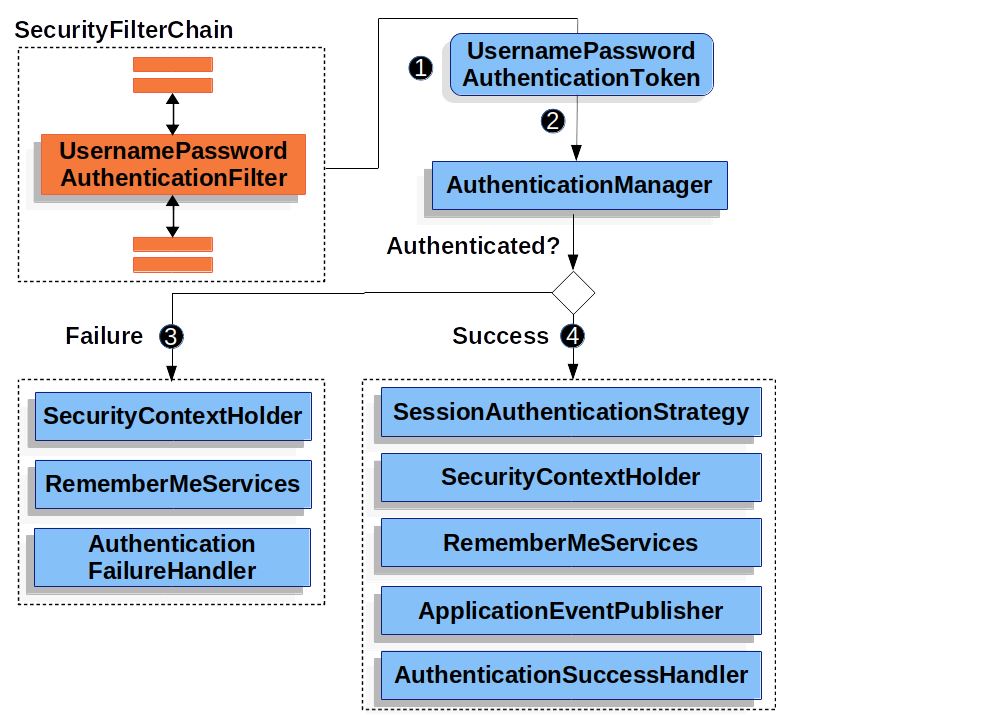 SecurityFilterChain
UsernamePassword
AuthenticationFilter
1
UsernamePassword
AuthenticationToken
2
AuthenticationManager
Authenticated?
Failure
3
Success
4
SecurityContextHolder
RememberMeServices
Authentication
FailureHandler
SessionAuthenticationStrategy
SecurityContextHolder
RememberMeServices
ApplicationEventPublisher
AuthenticationSuccessHandler